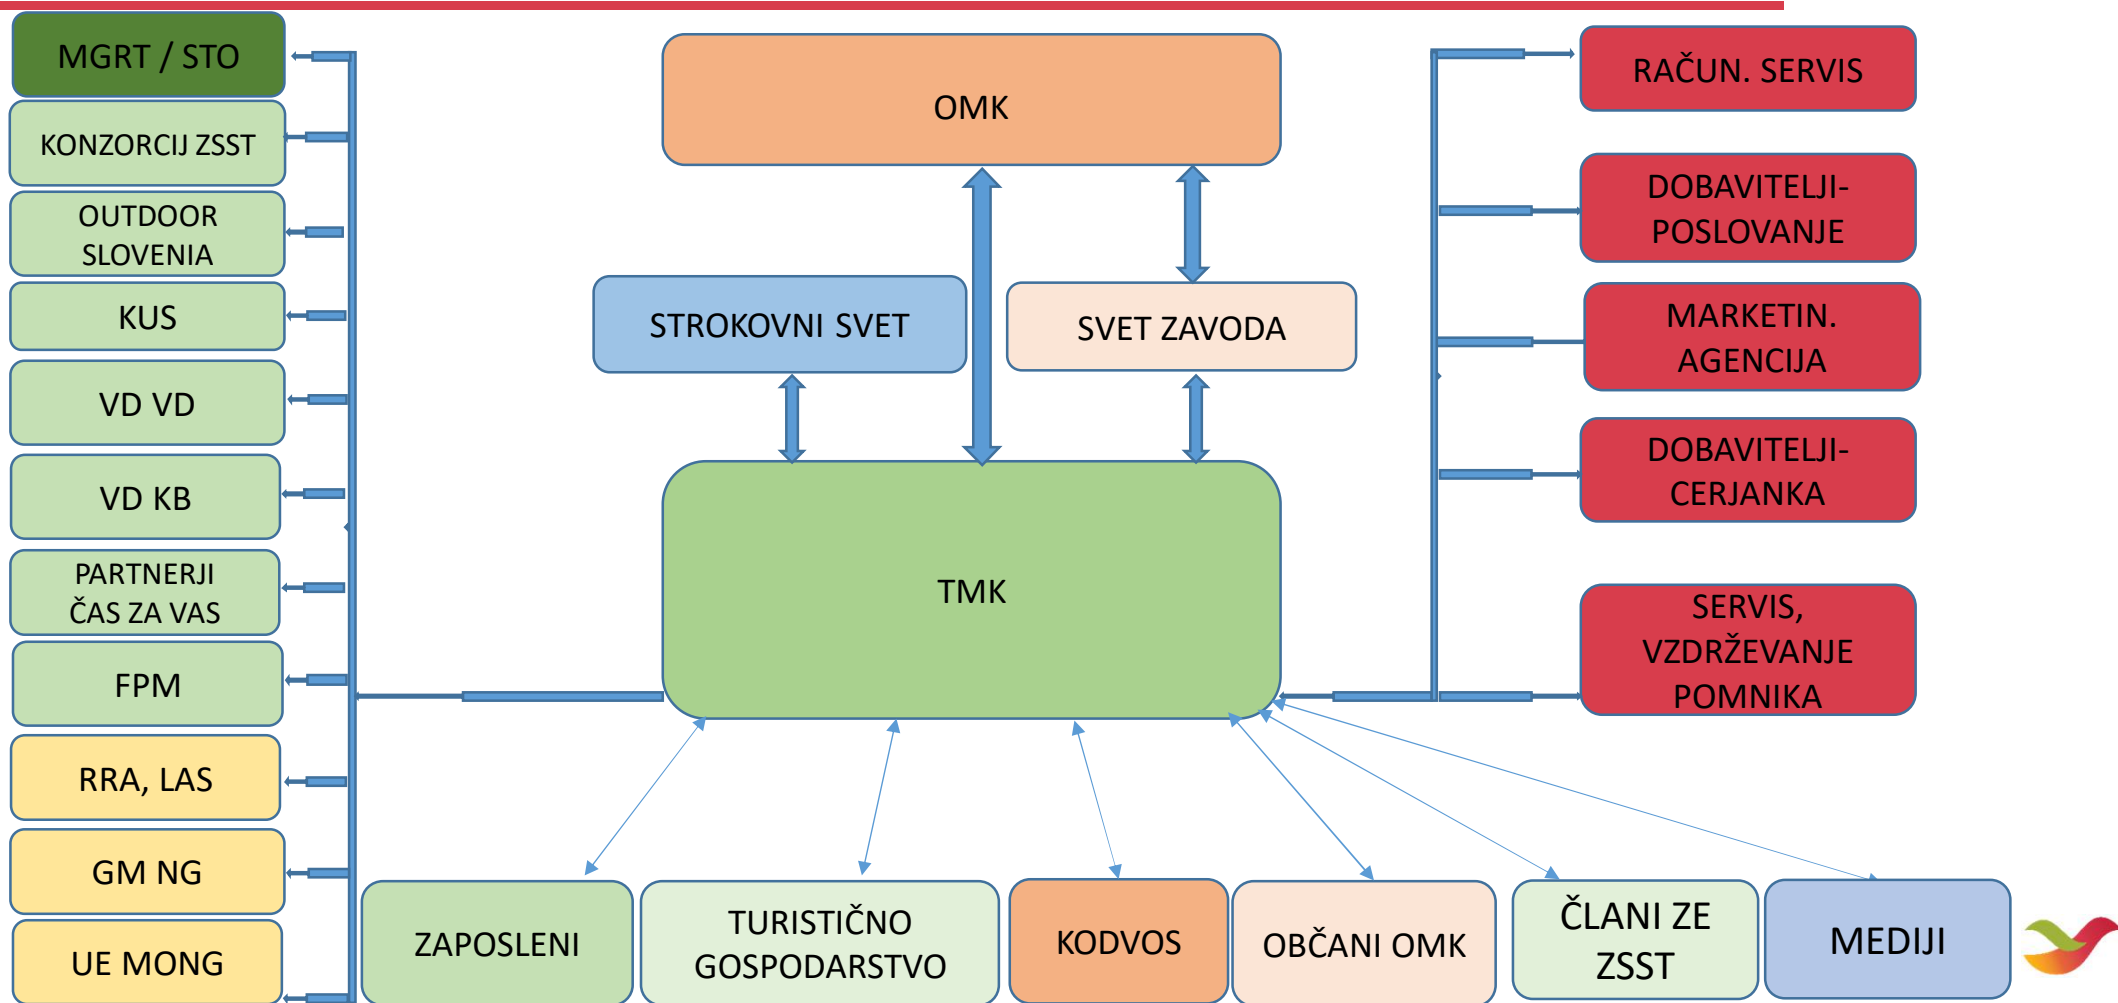 MGRT / STO
KONZORCIJ ZSST
OUTDOOR
SLOVENIA
KUS
VD VD
VD KB
PARTNERJI
ČAS ZA VAS
FPM
RRA, LAS
GM NG
UE MONG
OMK
STROKOVNI SVET
SVET ZAVODA
TMK
RAČUN. SERVIS
DOBAVITELJI-
POSLOVANJE
MARKETIN.
AGENCIJA
DOBAVITELJI-
CERJANKA
SERVIS,
VZDRŽEVANJE
POMNIKA
ZAPOSLENI
TURISTIČNO
GOSPODARSTVO
KODVOS
OBČANI OMK
ČLANI ZE
ZSST
MEDIJI